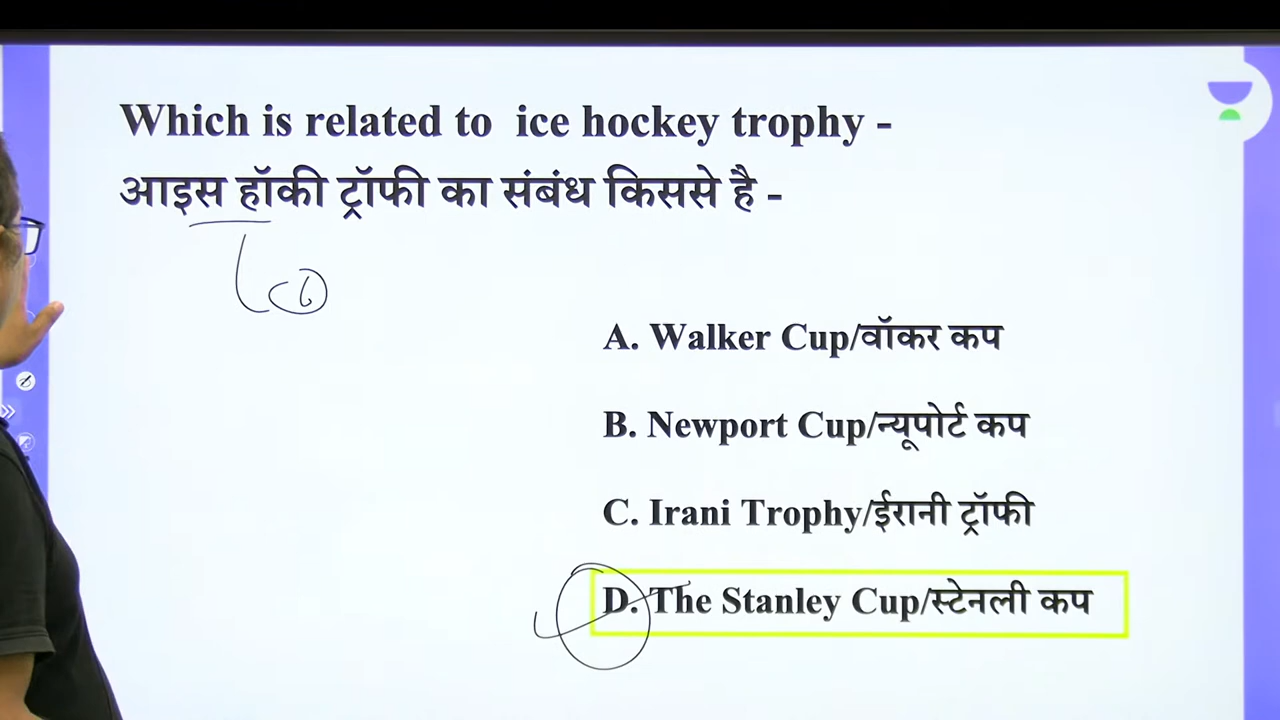 Which is related to ice hockey trophy -
आइस हॉकी ट्रॉफी का संबंध किससे है -
A. Walker Cup/वॉकर कप
B. Newport Cup/न्यूपोर्ट कप
C. Irani Trophy/ईरानी ट्रॉफी
D. The Stanley Cup/स्टेनली कप